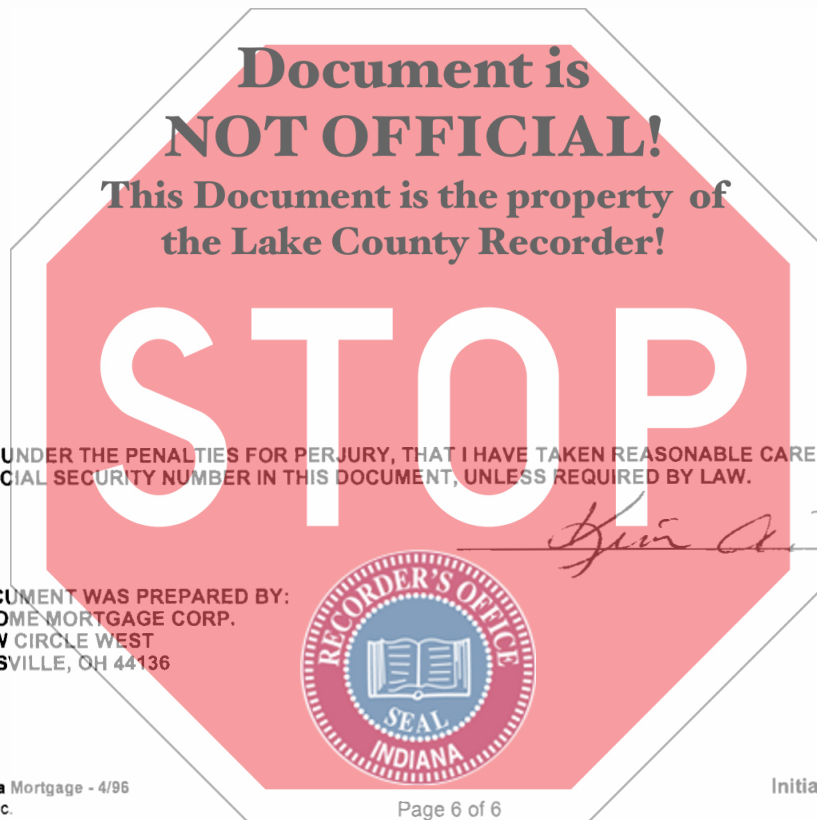 Document is
NOT OFFICIAL!
This Document is the property of
the Lake County Recorder!
STOP
UNDER THE PENALTIES FOR PERJURY, THAT I HAVE TAKEN REASONABLE CARE
CIAL SECURITY NUMBER IN THIS DOCUMENT, UNLESS REQUIRED BY LAW.
CUMENT WAS PREPARED BY:
OME MORTGAGE CORP.
W CIRCLE WEST
SVILLE, OH 44136
RECORDER'S OFFICE
SEAL
INDIANA
a Mortgage - 4/96
c.
Initia
Page 6 of 6